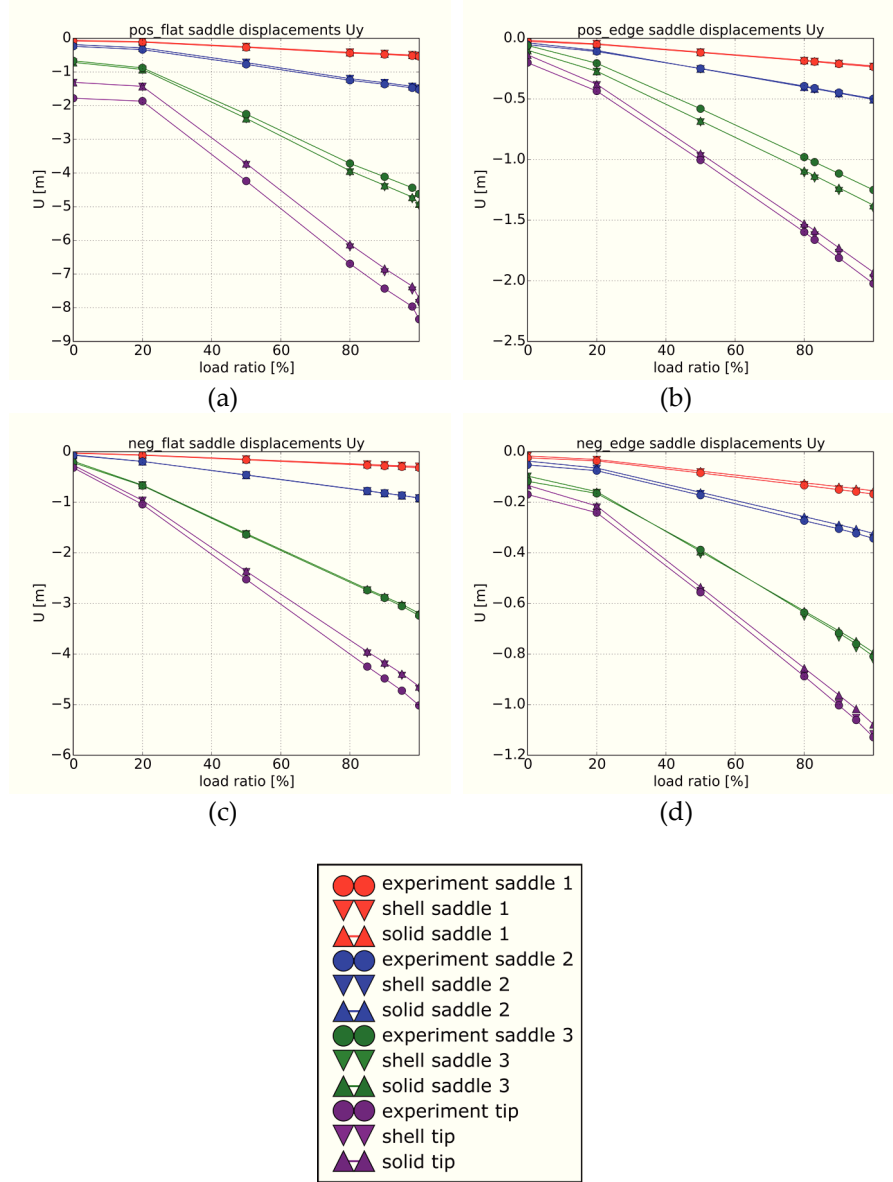 pos_flat saddle displacements Uy
0
−1
−2
−3
−4
−5
−6
−7
−8
−9
U [m]
0 20 40 60 80
load ratio [%]
(a)
pos_edge saddle displacements Uy
0.0
−0.5
−1.0
−1.5
−2.0
−2.5
U [m]
0 20 40 60 80
load ratio [%]
(b)
neg_flat saddle displacements Uy
0
−1
−2
−3
−4
−5
−6
U [m]
0 20 40 60 80
load ratio [%]
(c)
neg_edge saddle displacements Uy
0.0
−0.2
−0.4
−0.6
−0.8
−1.0
−1.2
U [m]
0 20 40 60 80
load ratio [%]
(d)
experiment saddle 1
shell saddle 1
solid saddle 1
experiment saddle 2
shell saddle 2
solid saddle 2
experiment saddle 3
shell saddle 3
solid saddle 3
experiment tip
shell tip
solid tip